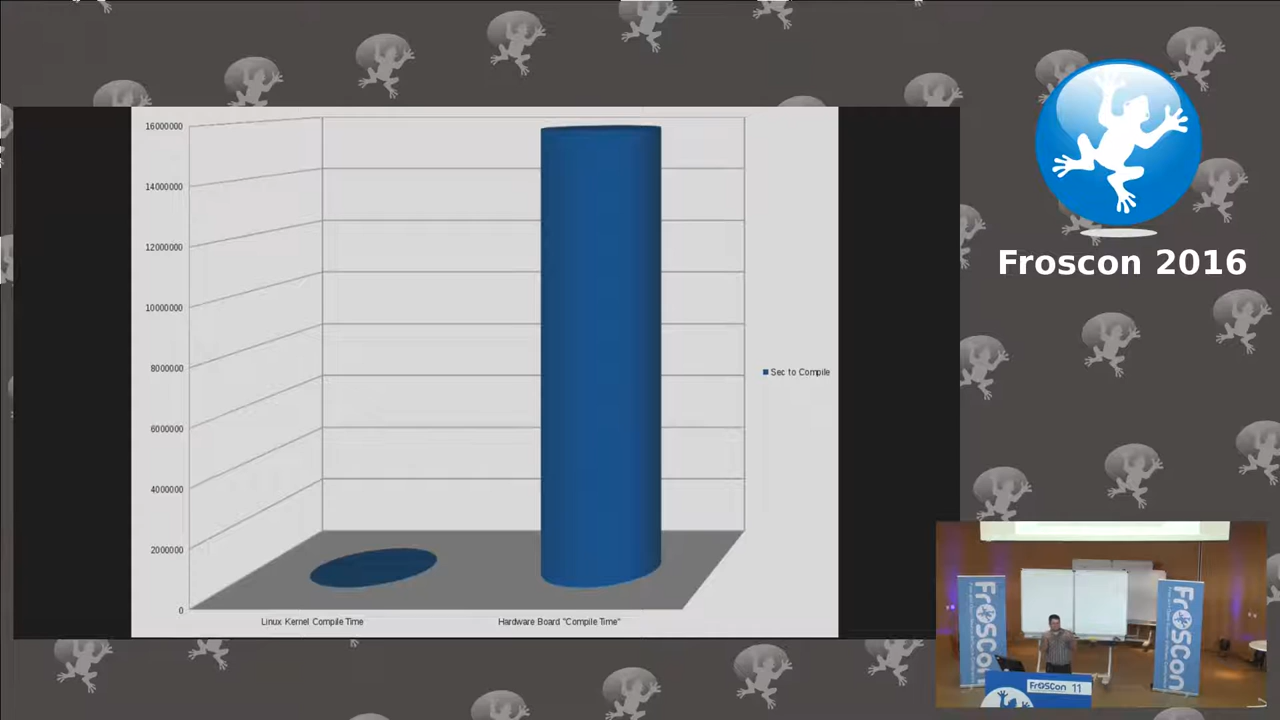 16000000
14000000
12000000
10000000
8000000
6000000
4000000
2000000
0
Linux Kernel Compile Time
Hardware Board "Compile Time"
Sec to Compile
Froscon 2016
FrOSCon
FrOSCon
FrOSCon 11